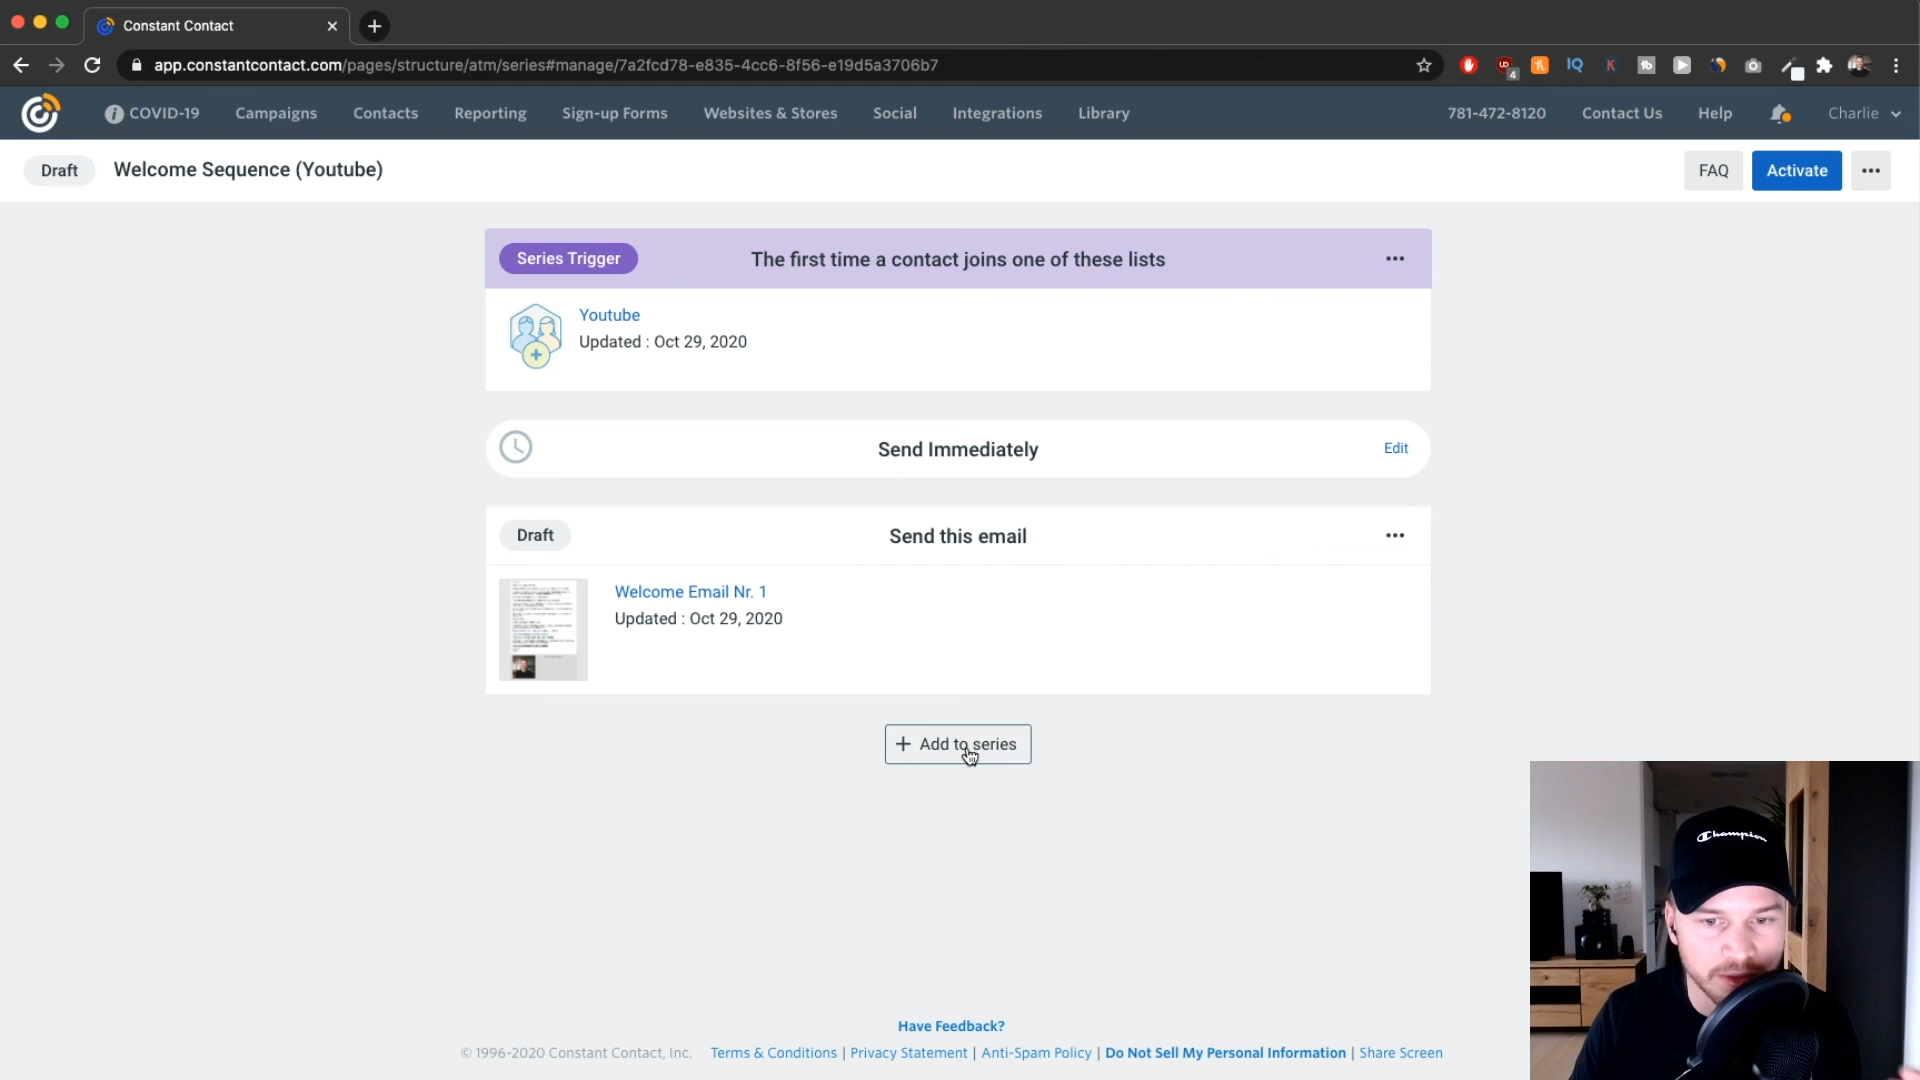 Constant Contact
app.constantcontact.com/pages/structure/atm/series#manage/7a2fcd78-e835-4cc6-8f56-e19d5a3706b7
UD
4
IQ
K
tb
COVID-19 Campaigns Contacts Reporting Sign-up Forms Websites & Stores Social Integrations Library 781-472-8120 Contact Us Help Charlie
Draft Welcome Sequence (Youtube) FAQ Activate
Series Trigger The first time a contact joins one of these lists
Youtube
Updated : Oct 29, 2020
Send Immediately Edit
Draft Send this email
Welcome Email Nr. 1
Updated : Oct 29, 2020
+ Add to series
Champion
Have Feedback?
© 1996-2020 Constant Contact, Inc. Terms & Conditions | Privacy Statement | Anti-Spam Policy | Do Not Sell My Personal Information | Share Screen